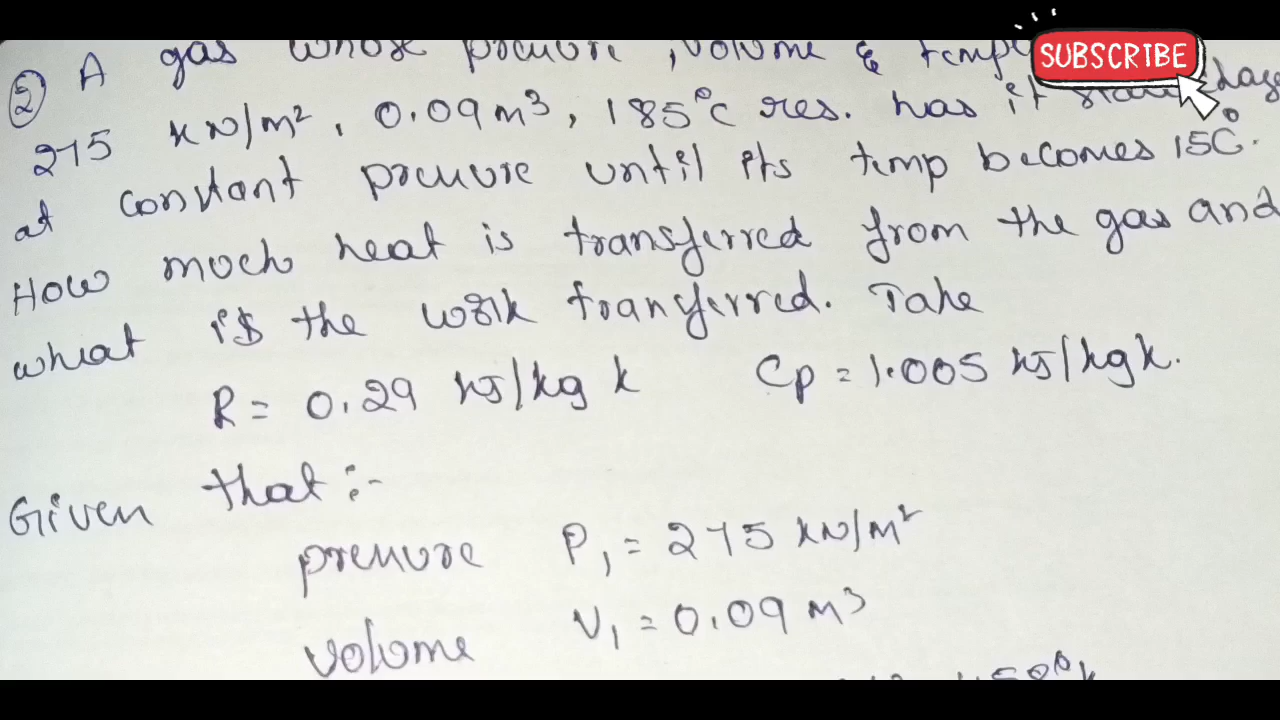 ② A gas whose pressure, volume & temp
SUBSCRIBE
275 kN/m², 0.09m³, 185°C res. has it state
at constant pressure until its temp becomes 15C°.
How much heat is transferred from the gas and
what is the work transferred. Take
R = 0.29 kJ/kg k Cp = 1.005 kJ/kgk.
Given that :-
pressure P₁ = 275 kN/m²
volume V₁ = 0.09 m³